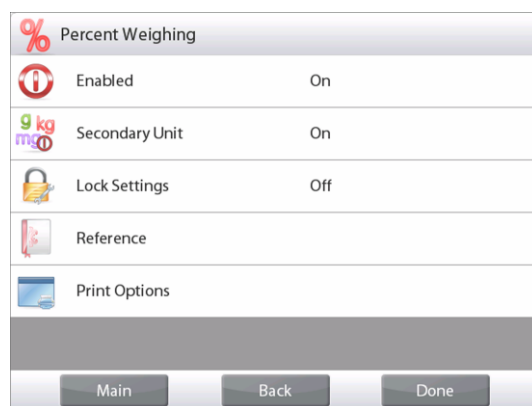 % Percent Weighing
Enabled On
g kg mg Secondary Unit On
Lock Settings Off
Reference
Print Options
Main Back Done